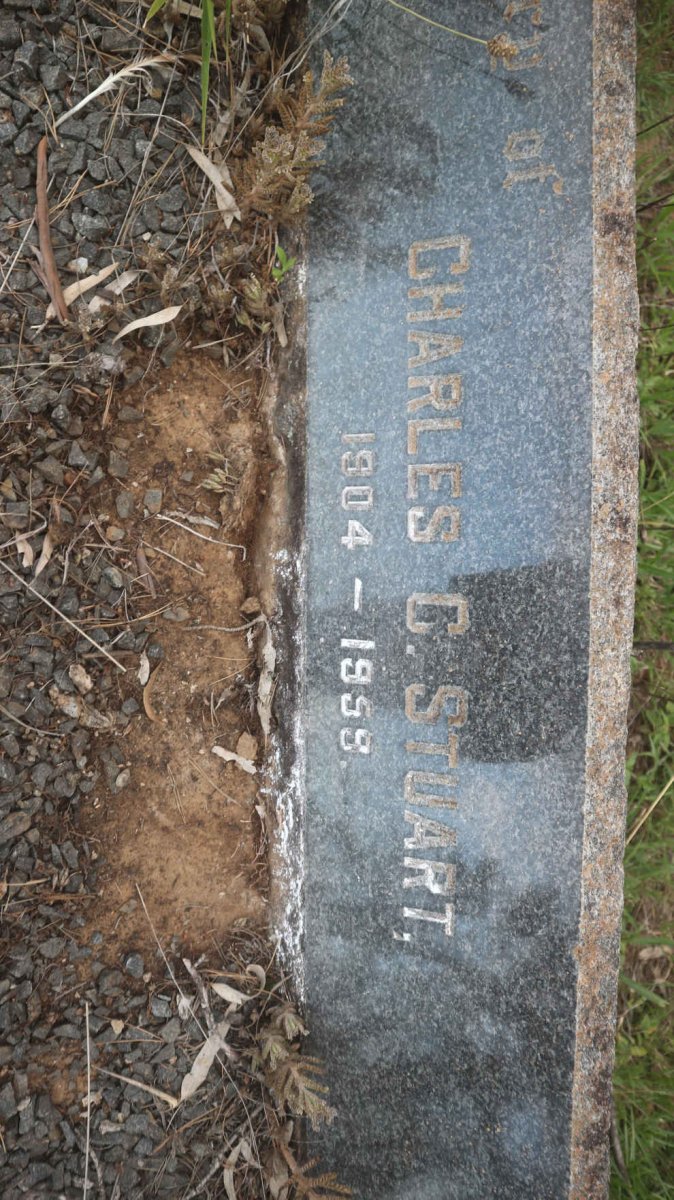 of
CHARLES C. STUART,
1904 – 1959.